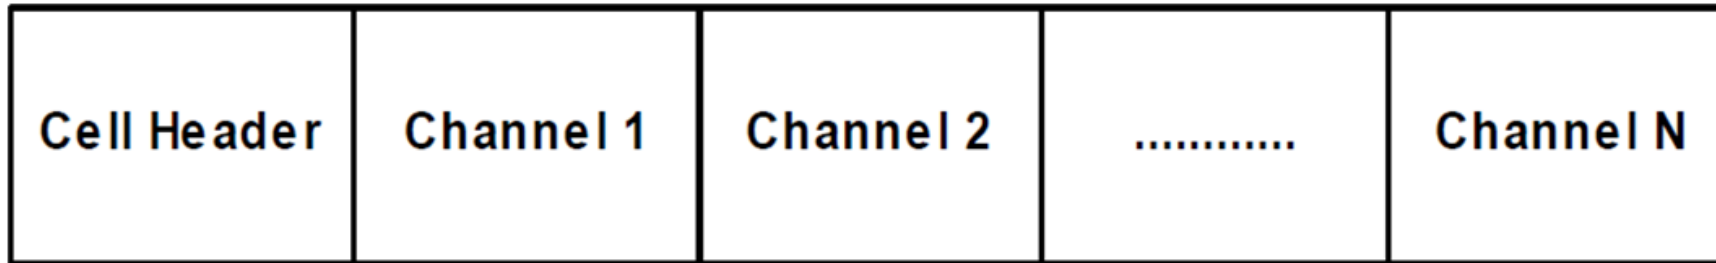 Cell Header Channel 1 Channel 2 ............ Channel N